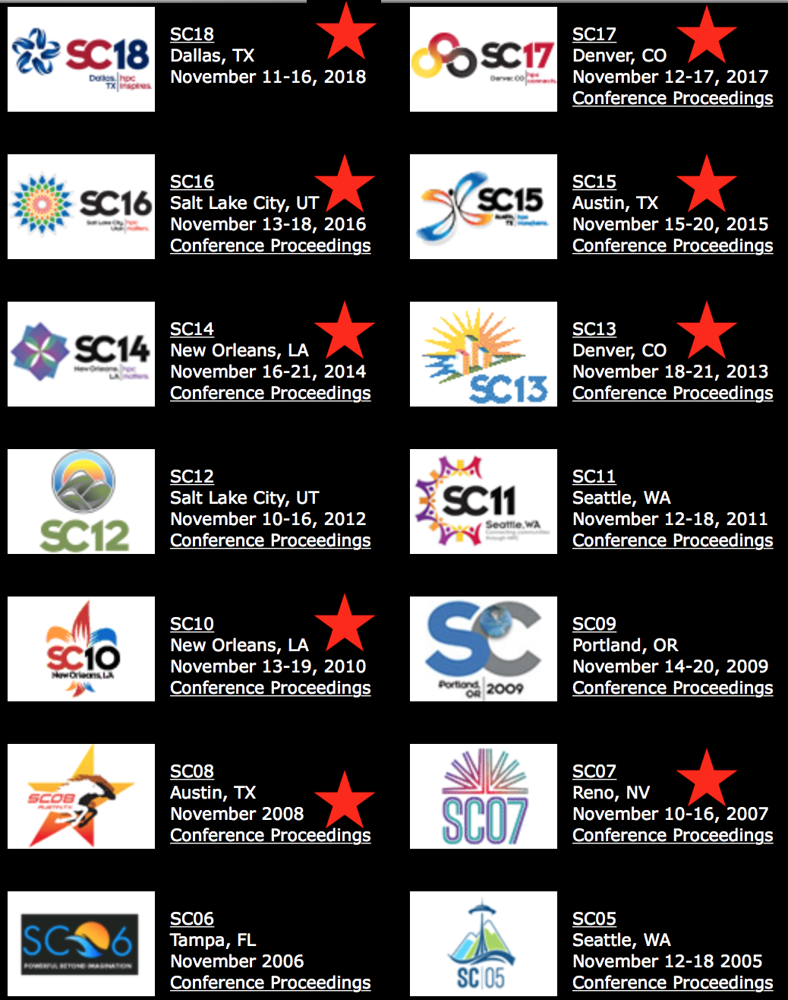 SC18
Dallas, TX
hpc
inspires.
SC18
Dallas, TX
November 11-16, 2018
SC17
Denver, CO
hpc
connects.
SC17
Denver, CO
November 12-17, 2017
Conference Proceedings
SC16
Salt Lake City,
Utah
hpc
matters.
SC16
Salt Lake City, UT
November 13-18, 2016
Conference Proceedings
SC15
Austin,
TX
hpc
transforms.
SC15
Austin, TX
November 15-20, 2015
Conference Proceedings
SC14
New Orleans,
LA
hpc
matters.
SC14
New Orleans, LA
November 16-21, 2014
Conference Proceedings
SC13
SC13
Denver, CO
November 18-21, 2013
Conference Proceedings
SC12
SC12
Salt Lake City, UT
November 10-16, 2012
Conference Proceedings
SC11
Seattle, WA
Connecting communities
through HPC
SC11
Seattle, WA
November 12-18, 2011
Conference Proceedings
SC10
New Orleans, LA
SC10
New Orleans, LA
November 13-19, 2010
Conference Proceedings
SC
Portland,
OR
2009
SC09
Portland, OR
November 14-20, 2009
Conference Proceedings
SC08
AUSTIN, TX
SC08
Austin, TX
November 2008
Conference Proceedings
SC07
SC07
Reno, NV
November 10-16, 2007
Conference Proceedings
SC06
POWERFUL BEYOND IMAGINATION
SC06
Tampa, FL
November 2006
Conference Proceedings
SC|05
SC05
Seattle, WA
November 12-18 2005
Conference Proceedings